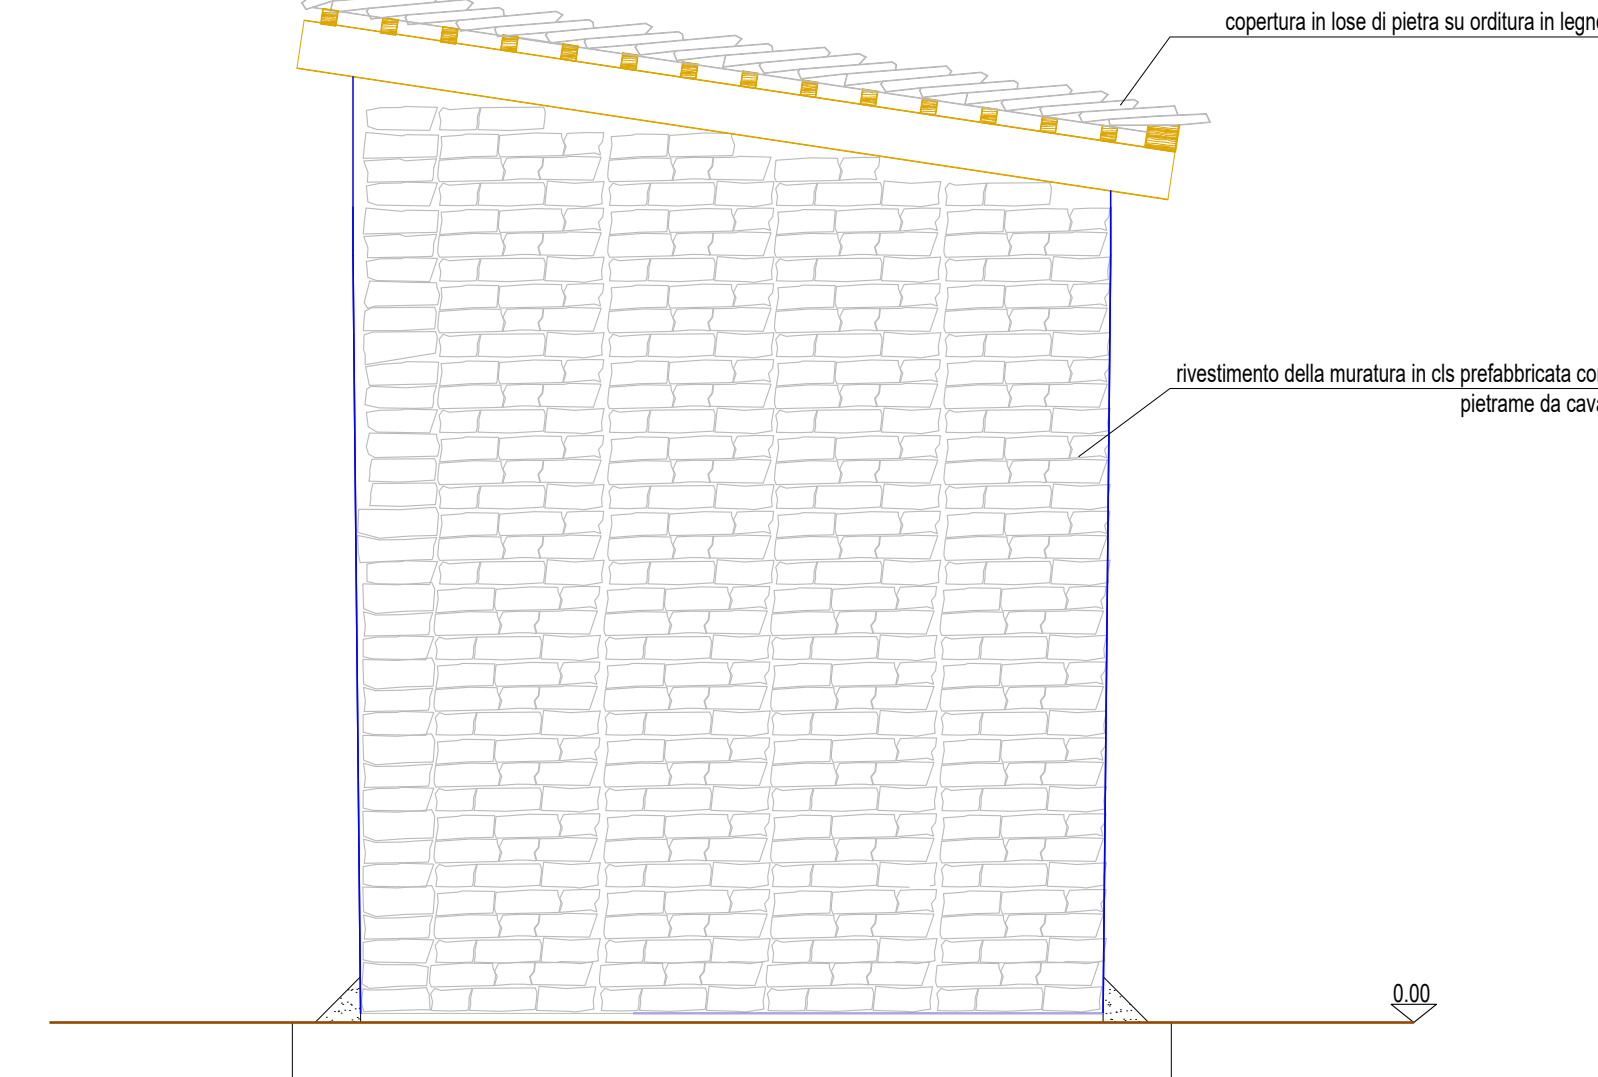 copertura in lose di pietra su orditura in legno
rivestimento della muratura in cls prefabbricata con
pietrame da cava
0.00